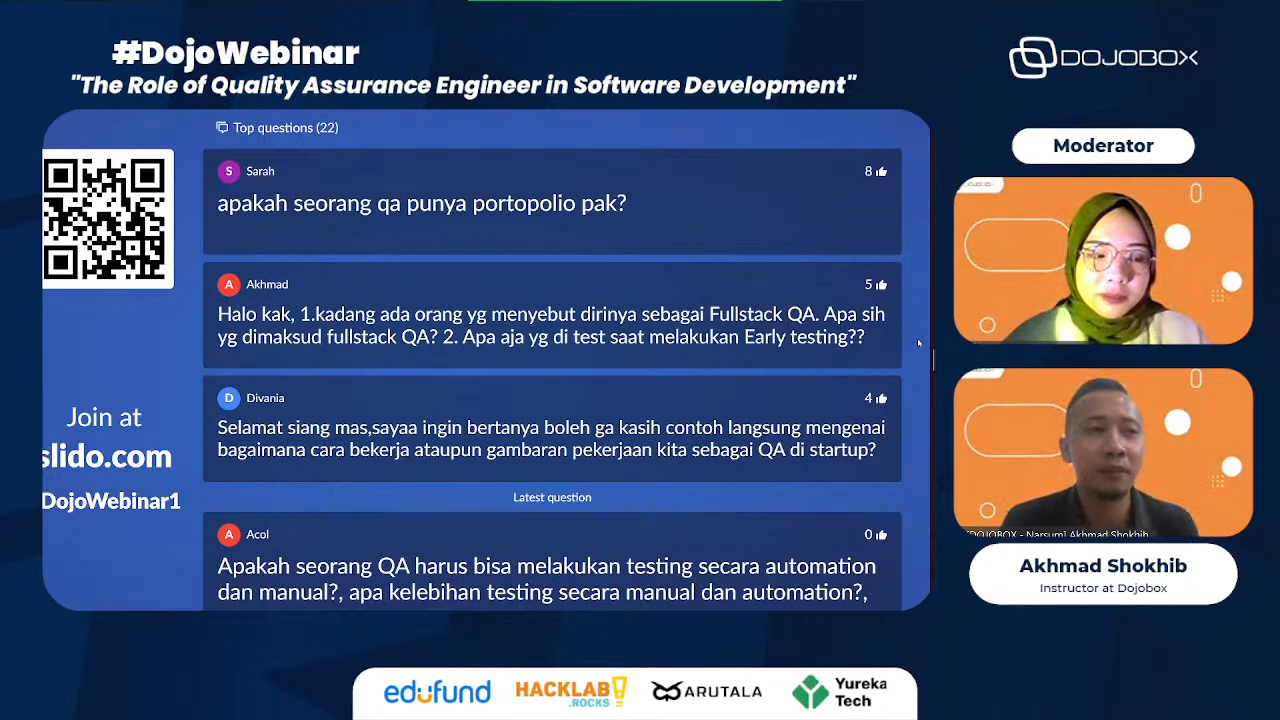 #DojoWebinar
"The Role of Quality Assurance Engineer in Software Development"
DOJOBOX
Top questions (22)
S Sarah 8
apakah seorang qa punya portopolio pak?
A Akhmad 5
Halo kak, 1.kadang ada orang yg menyebut dirinya sebagai Fullstack QA. Apa sih
yg dimaksud fullstack QA? 2. Apa aja yg di test saat melakukan Early testing??
D Divania 4
Selamat siang mas,sayaa ingin bertanya boleh ga kasih contoh langsung mengenai
bagaimana cara bekerja ataupun gambaran pekerjaan kita sebagai QA di startup?
Latest question
A Acol 0
Apakah seorang QA harus bisa melakukan testing secara automation
dan manual?, apa kelebihan testing secara manual dan automation?,
Join at
slido.com
DojoWebinar1
Moderator
[DOJOBOX - Narsum] Akhmad Shokhib
Akhmad Shokhib
Instructor at Dojobox
edufund
HACKLAB!
.ROCKS
ARUTALA
Yureka
Tech